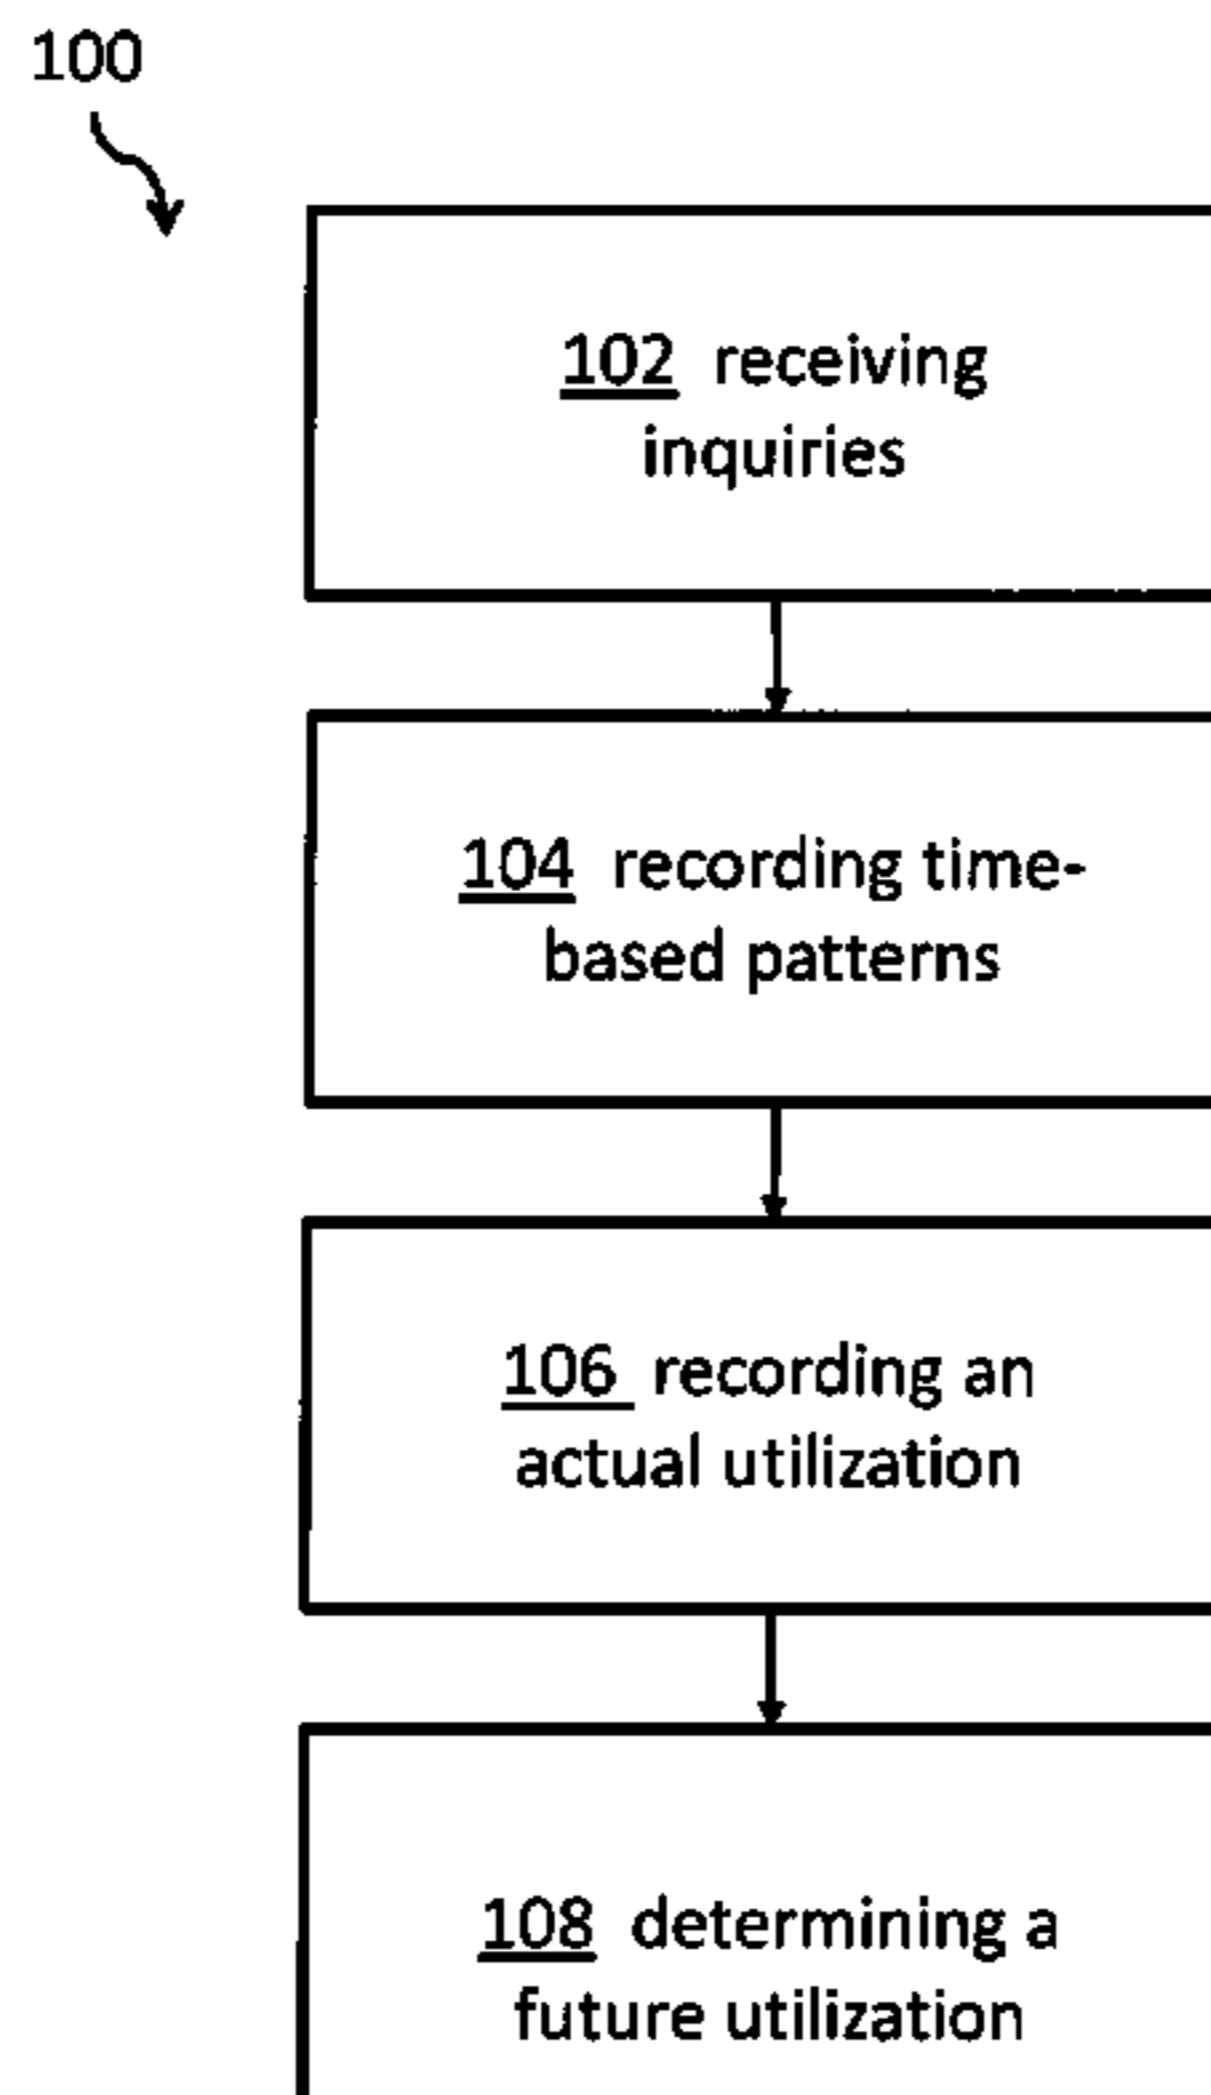 100
102 receiving
inquiries
104 recording time-
based patterns
106 recording an
actual utilization
108 determining a
future utilization